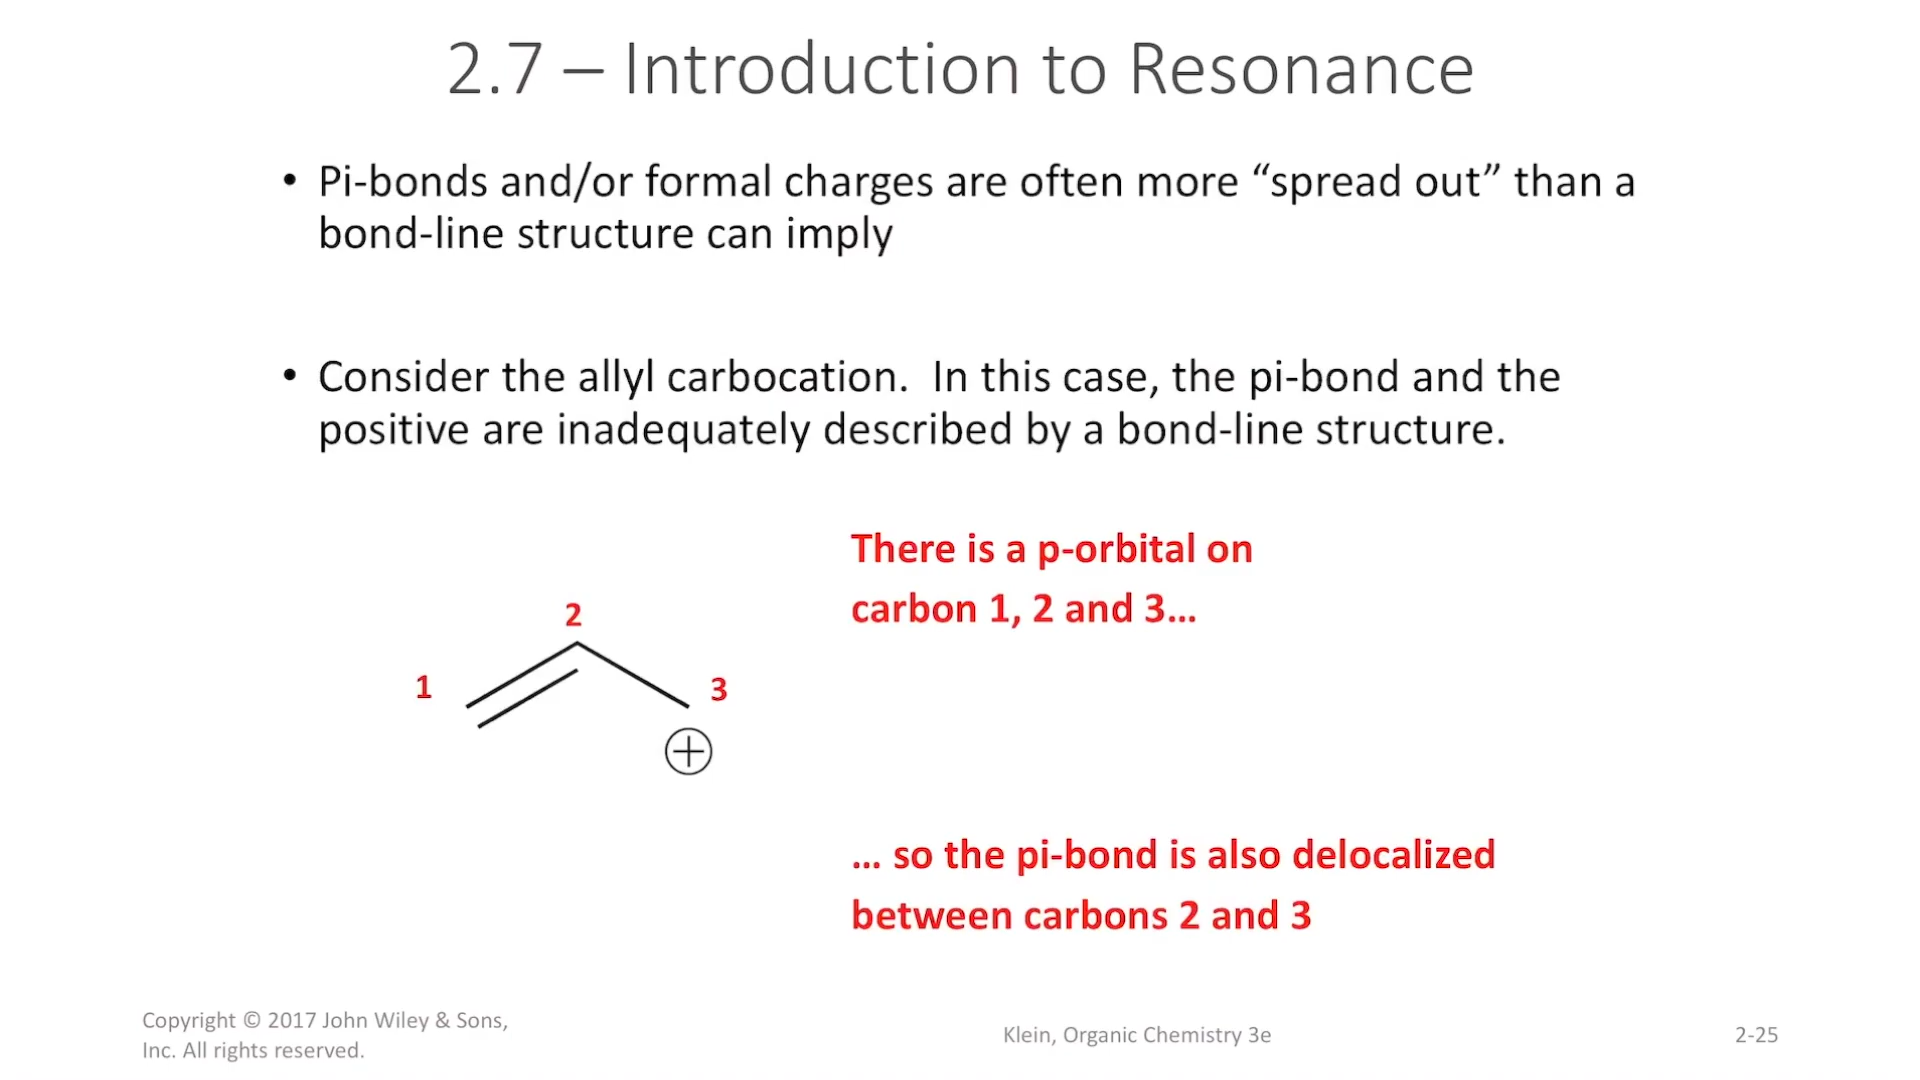 2.7 – Introduction to Resonance
• Pi-bonds and/or formal charges are often more “spread out” than a
bond-line structure can imply
• Consider the allyl carbocation.  In this case, the pi-bond and the
positive are inadequately described by a bond-line structure.
There is a p-orbital on
carbon 1, 2 and 3...
2
1
3
+
... so the pi-bond is also delocalized
between carbons 2 and 3
Copyright © 2017 John Wiley & Sons,
Inc. All rights reserved.
Klein, Organic Chemistry 3e
2-25